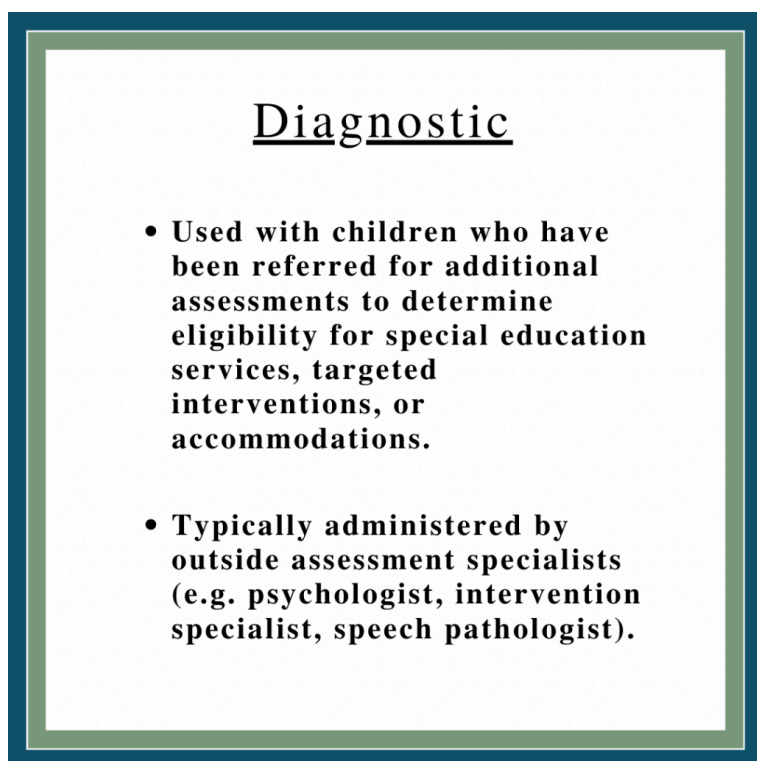 Diagnostic
• Used with children who have
been referred for additional
assessments to determine
eligibility for special education
services, targeted
interventions, or
accommodations.
• Typically administered by
outside assessment specialists
(e.g. psychologist, intervention
specialist, speech pathologist).